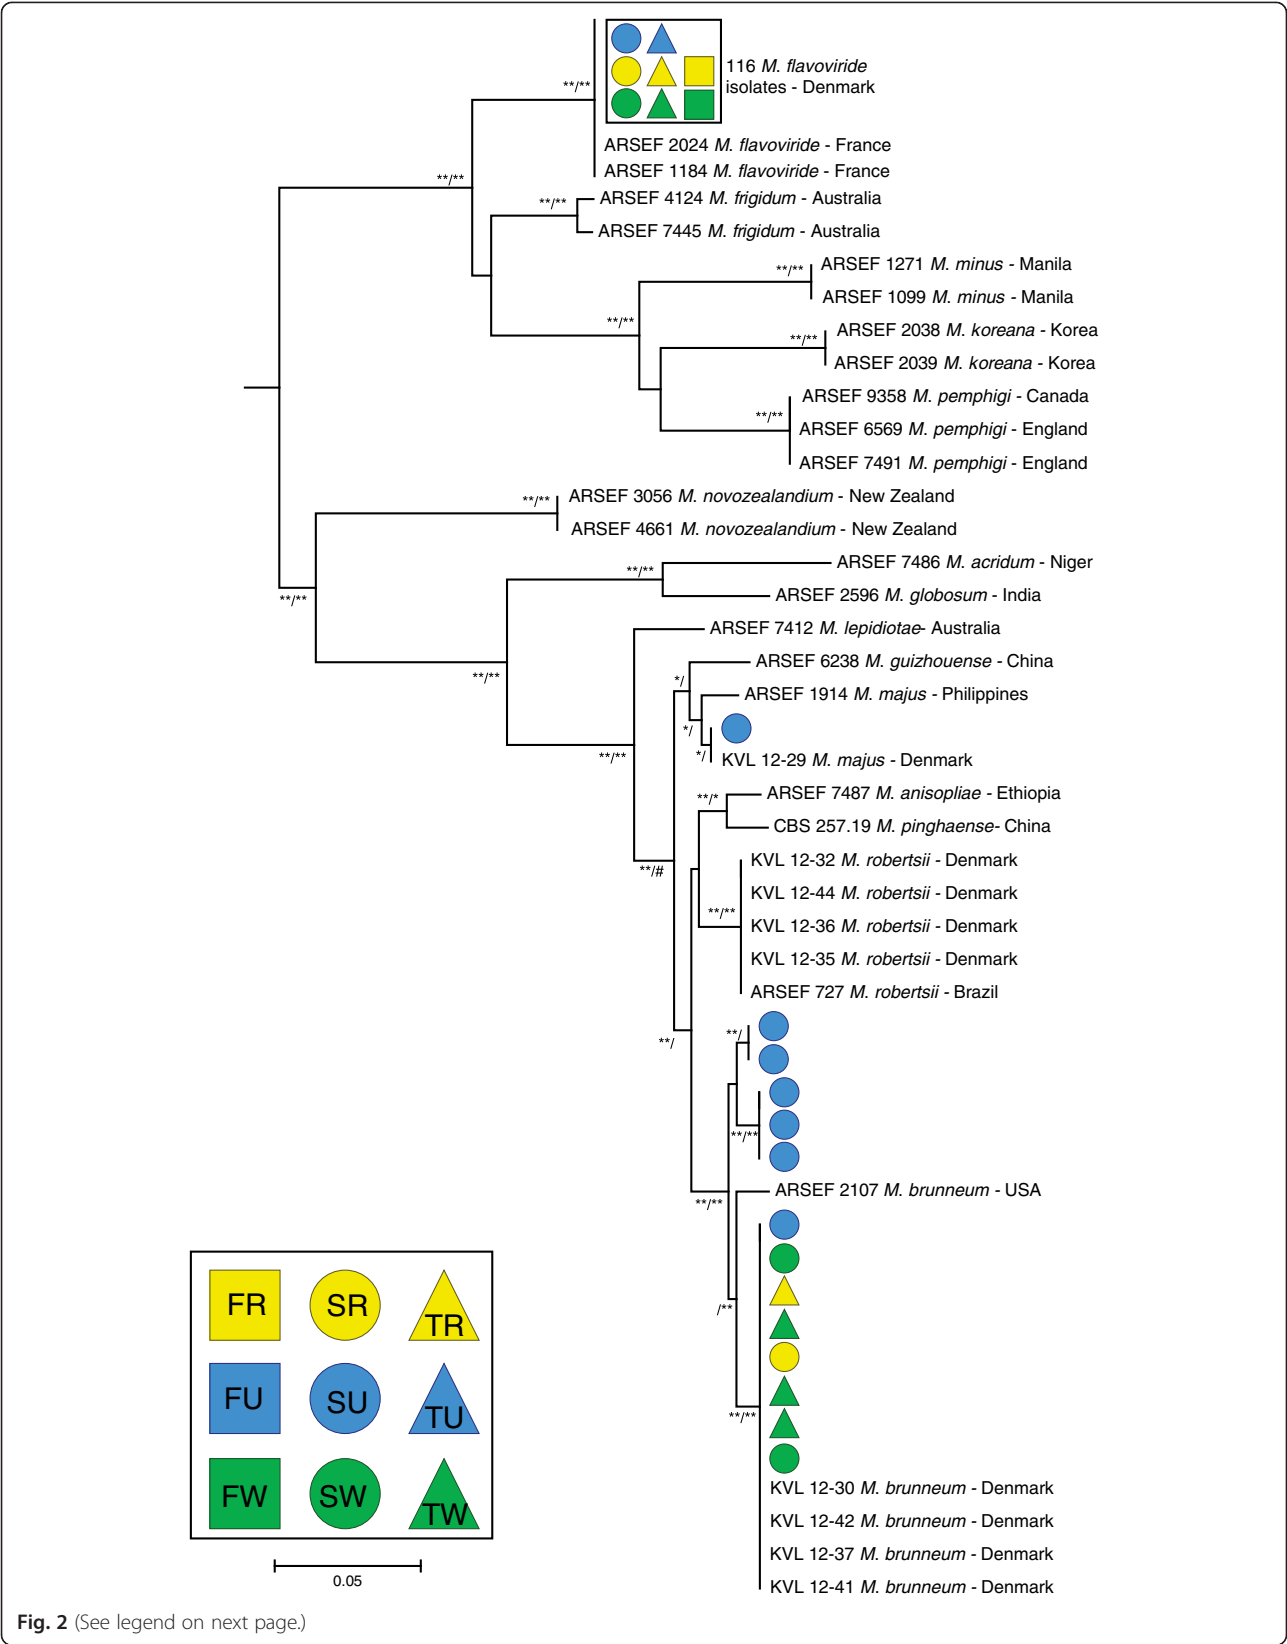 **/**
116 M. flavoviride
isolates - Denmark
ARSEF 2024 M. flavoviride - France
ARSEF 1184 M. flavoviride - France
**/**
**/**
ARSEF 4124 M. frigidum - Australia
ARSEF 7445 M. frigidum - Australia
**/**
ARSEF 1271 M. minus - Manila
ARSEF 1099 M. minus - Manila
**/**
**/**
ARSEF 2038 M. koreana - Korea
ARSEF 2039 M. koreana - Korea
**/**
ARSEF 9358 M. pemphigi - Canada
ARSEF 6569 M. pemphigi - England
ARSEF 7491 M. pemphigi - England
**/**
ARSEF 3056 M. novozealandium - New Zealand
ARSEF 4661 M. novozealandium - New Zealand
**/**
**/**
ARSEF 7486 M. acridum - Niger
ARSEF 2596 M. globosum - India
**/**
ARSEF 7412 M. lepidiotae- Australia
**/**
ARSEF 6238 M. guizhouense - China
*/
ARSEF 1914 M. majus - Philippines
*/
*/
KVL 12-29 M. majus - Denmark
**/*
ARSEF 7487 M. anisopliae - Ethiopia
CBS 257.19 M. pinghaense- China
**/#
KVL 12-32 M. robertsii - Denmark
KVL 12-44 M. robertsii - Denmark
**/**
KVL 12-36 M. robertsii - Denmark
KVL 12-35 M. robertsii - Denmark
ARSEF 727 M. robertsii - Brazil
**/
**/
**/**
**/**
ARSEF 2107 M. brunneum - USA
/**
**/**
KVL 12-30 M. brunneum - Denmark
KVL 12-42 M. brunneum - Denmark
KVL 12-37 M. brunneum - Denmark
KVL 12-41 M. brunneum - Denmark
FR SR TR
FU SU TU
FW SW TW
0.05
Fig. 2 (See legend on next page.)